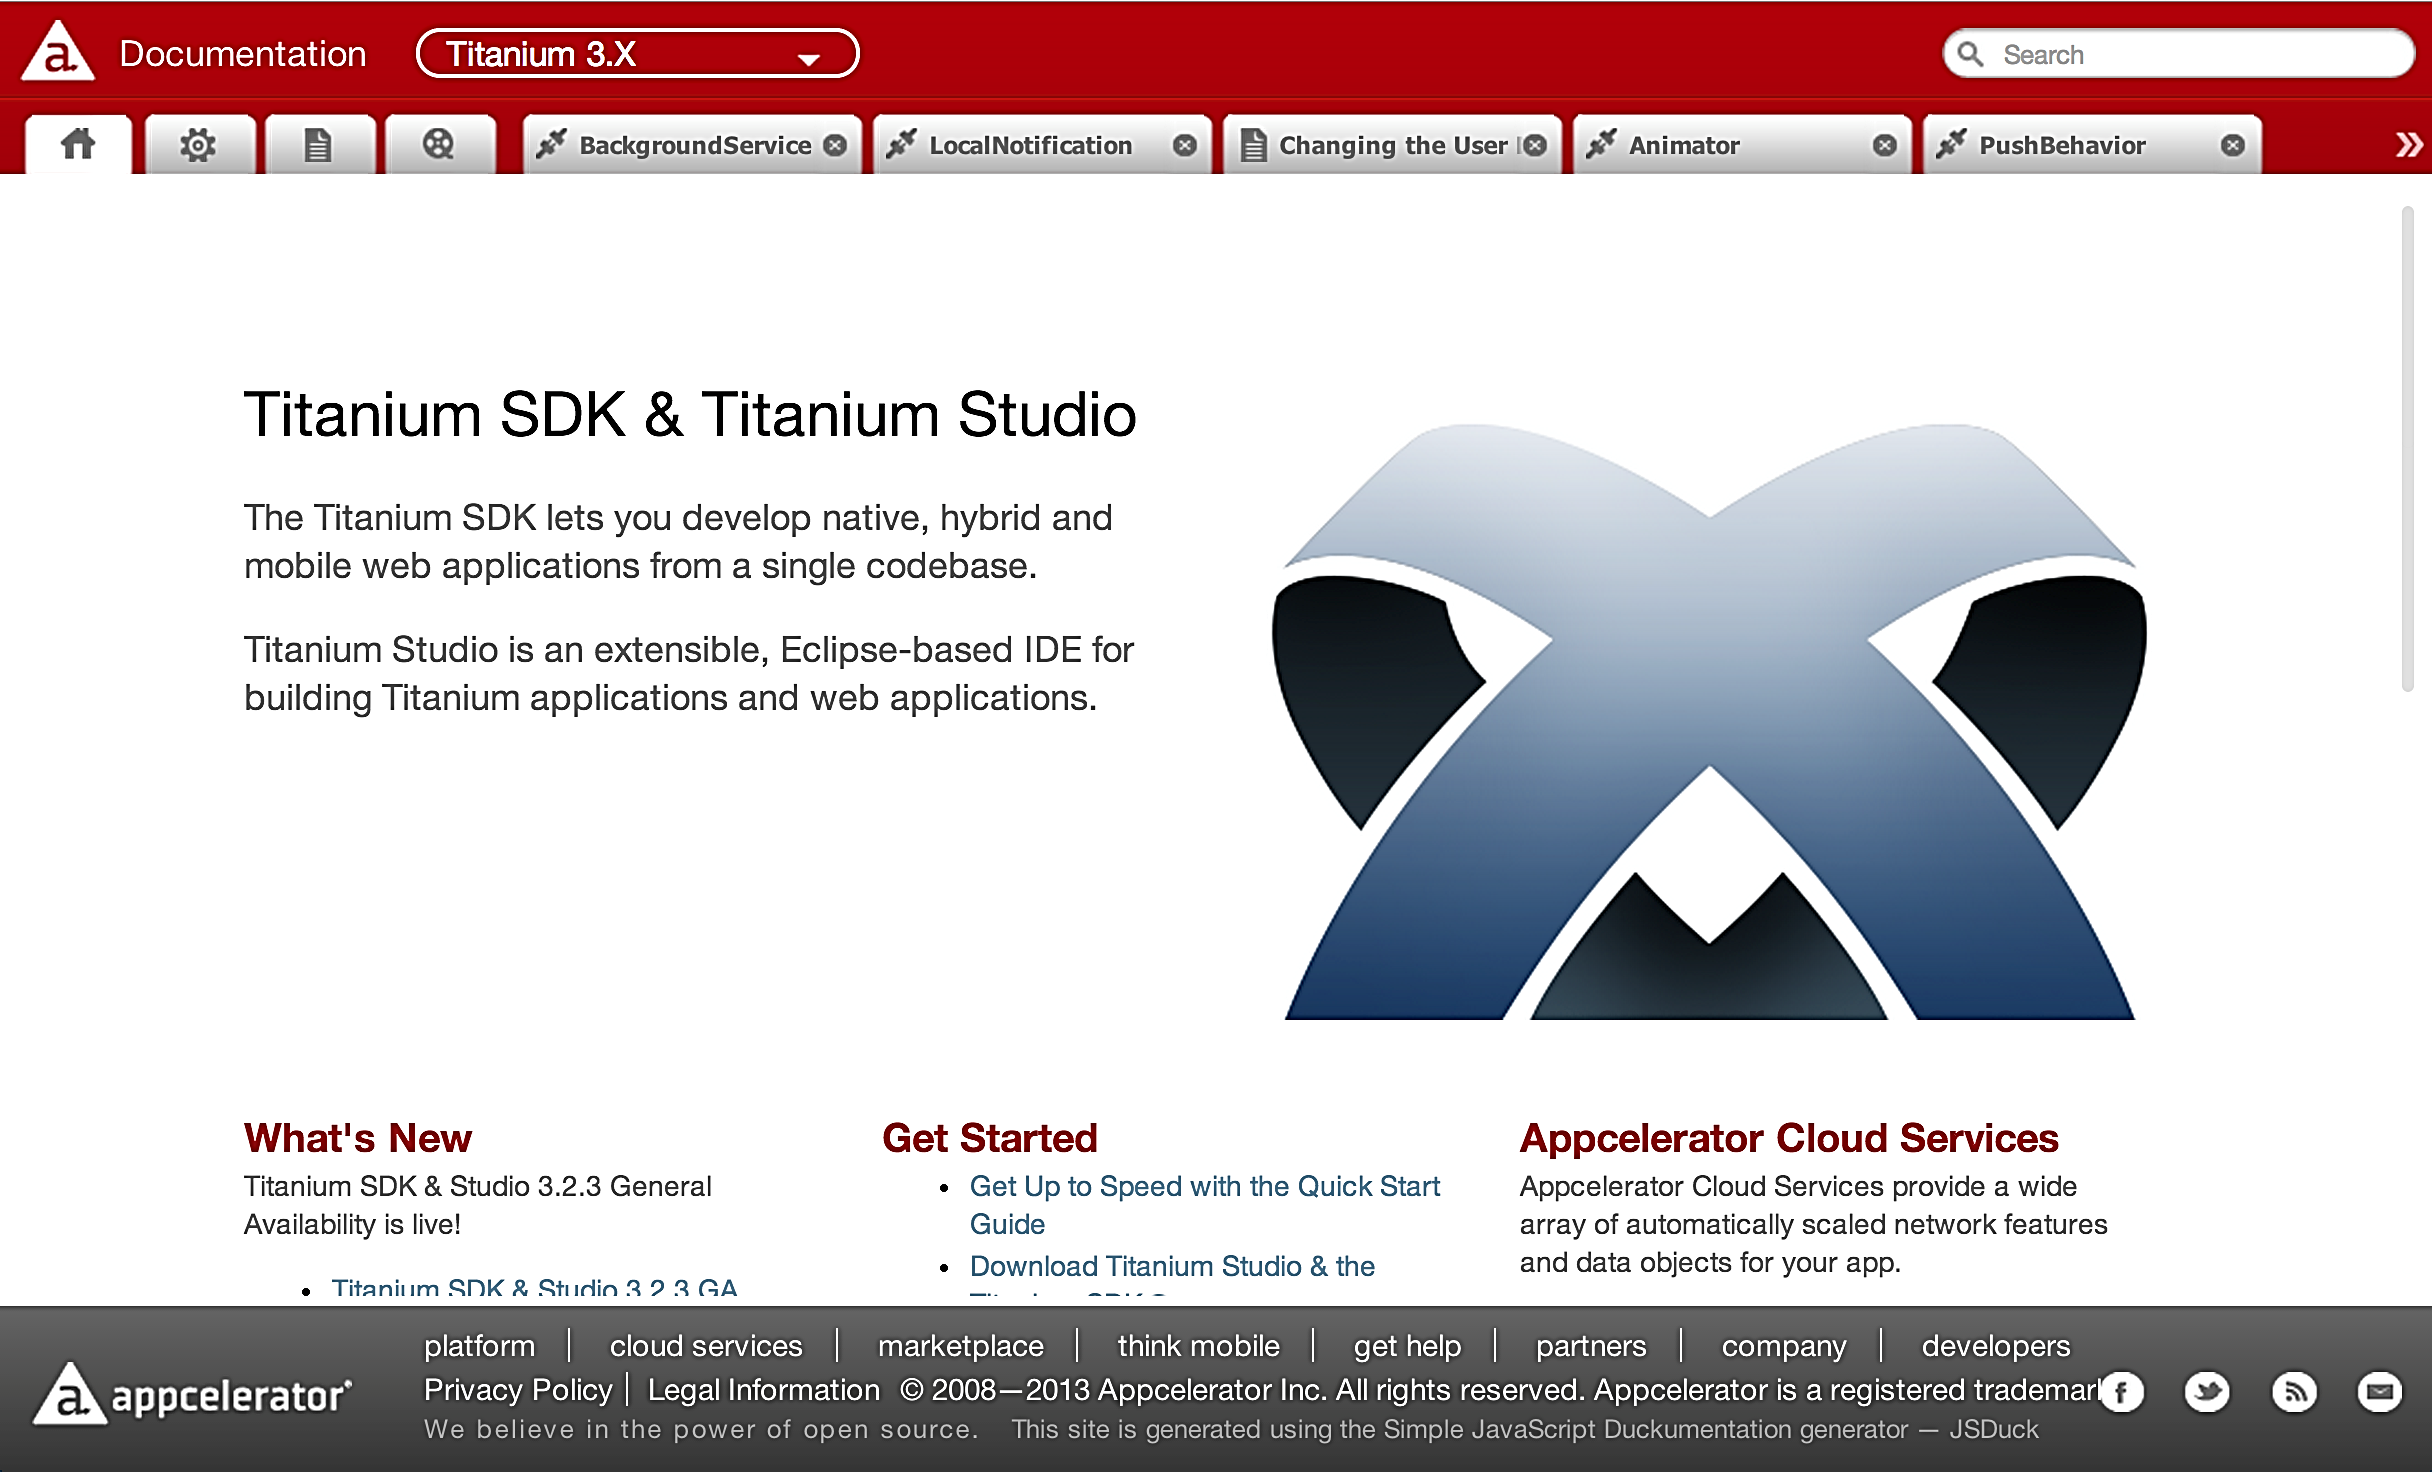 a. Documentation Titanium 3.X Search
BackgroundService LocalNotification Changing the User Animator PushBehavior
Titanium SDK & Titanium Studio
The Titanium SDK lets you develop native, hybrid and
mobile web applications from a single codebase.
Titanium Studio is an extensible, Eclipse-based IDE for
building Titanium applications and web applications.
What's New
Titanium SDK & Studio 3.2.3 General
Availability is live!
Titanium SDK & Studio 3.2.3 GA
Get Started
Get Up to Speed with the Quick Start
Guide
Download Titanium Studio & the
Appcelerator Cloud Services
Appcelerator Cloud Services provide a wide
array of automatically scaled network features
and data objects for your app.
a. appcelerator
platform | cloud services | marketplace | think mobile | get help | partners | company | developers
Privacy Policy | Legal Information © 2008—2013 Appcelerator Inc. All rights reserved. Appcelerator is a registered trademark
We believe in the power of open source. This site is generated using the Simple JavaScript Duckumentation generator — JSDuck